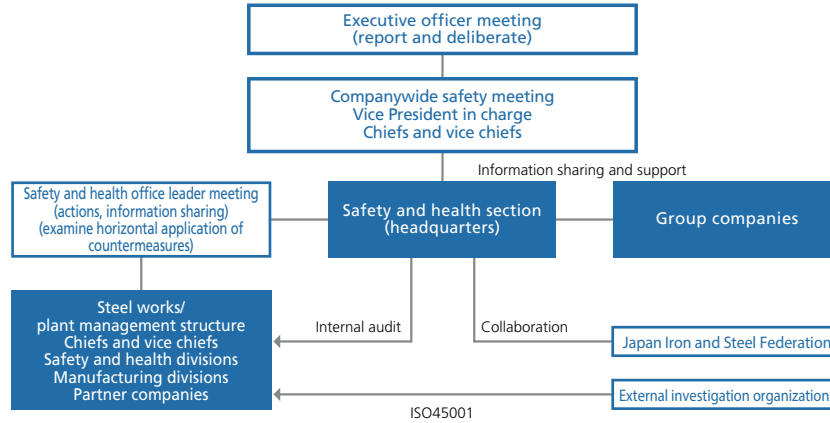 Executive officer meeting
(report and deliberate)
Companywide safety meeting
Vice President in charge
Chiefs and vice chiefs
Information sharing and support
Safety and health office leader meeting
(actions, information sharing)
(examine horizontal application of
countermeasures)
Safety and health section
(headquarters)
Group companies
Steel works/
plant management structure
Chiefs and vice chiefs
Safety and health divisions
Manufacturing divisions
Partner companies
Internal audit
Collaboration
Japan Iron and Steel Federation
External investigation organization
ISO45001